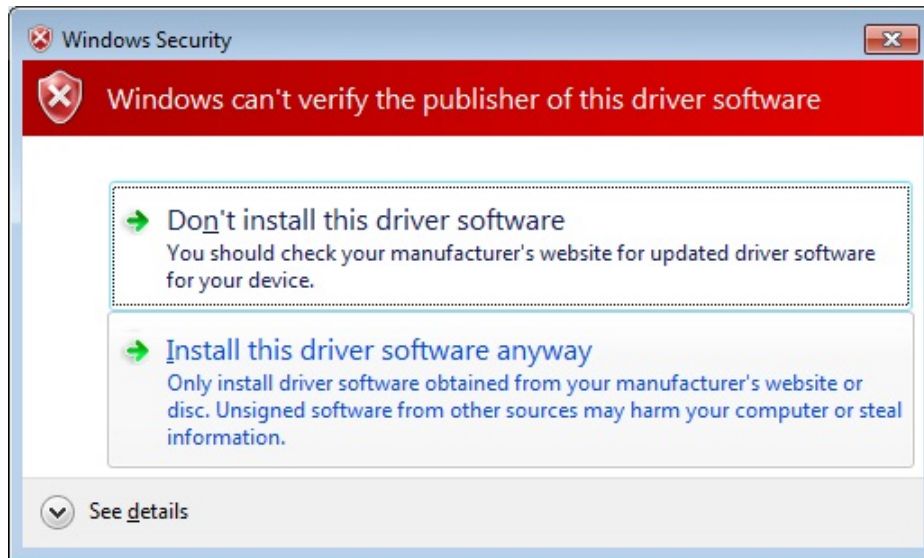 Windows Security
Windows can't verify the publisher of this driver software
Don't install this driver software
You should check your manufacturer's website for updated driver software
for your device.
Install this driver software anyway
Only install driver software obtained from your manufacturer's website or
disc. Unsigned software from other sources may harm your computer or steal
information.
See details